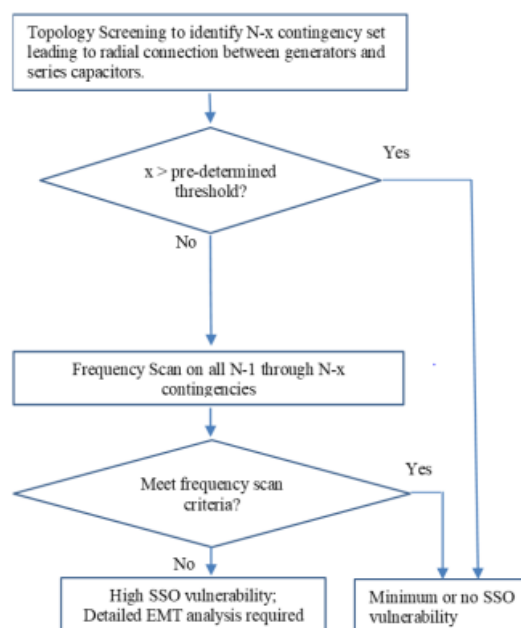 Topology Screening to identify N-x contingency set
leading to radial connection between generators and
series capacitors.
Yes
x > pre-determined
threshold?
No
Frequency Scan on all N-1 through N-x
contingencies
Yes
Meet frequency scan
criteria?
No
High SSO vulnerability;
Detailed EMT analysis required
Minimum or no SSO
vulnerability